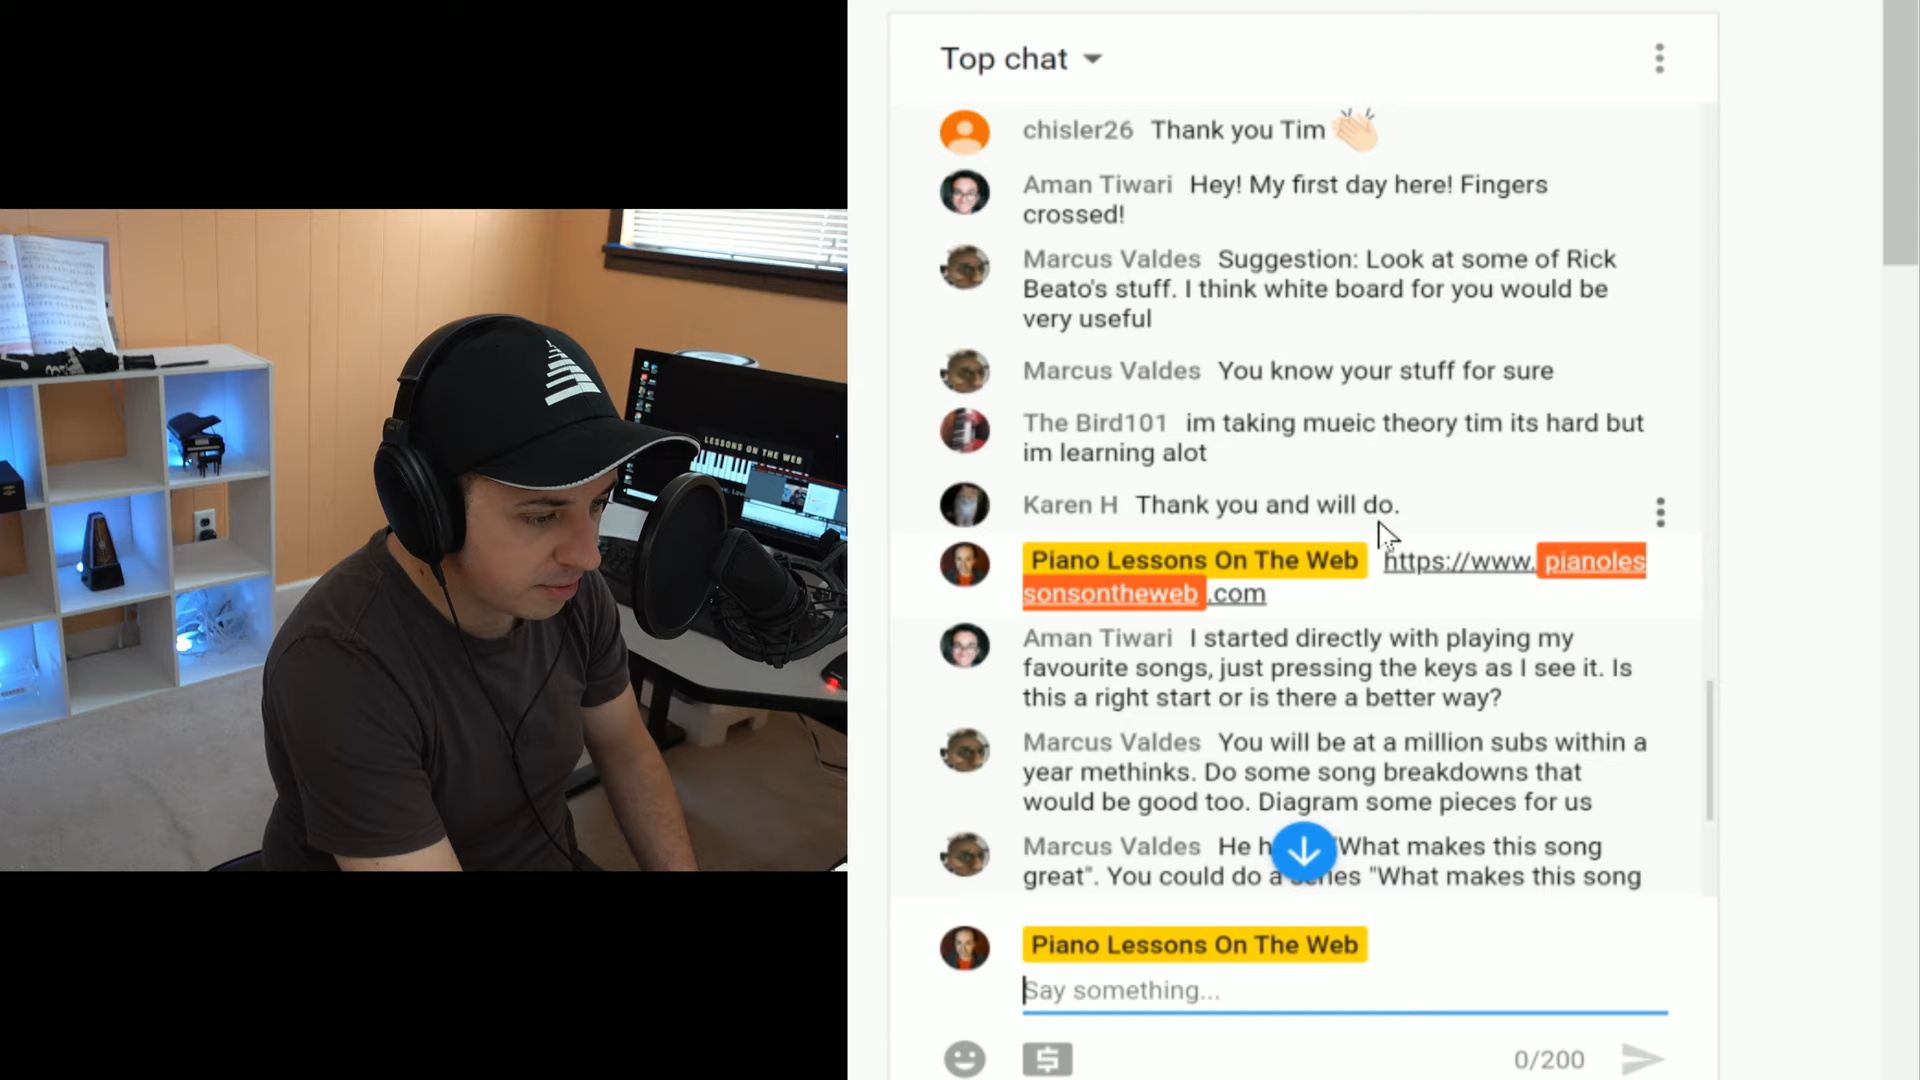 Top chat
chisler26 Thank you Tim
Aman Tiwari Hey! My first day here! Fingers
crossed!
Marcus Valdes Suggestion: Look at some of Rick
Beato's stuff. I think white board for you would be
very useful
Marcus Valdes You know your stuff for sure
The Bird101 im taking mueic theory tim its hard but
im learning alot
Karen H Thank you and will do.
Piano Lessons On The Web https://www.pianoles
sonsontheweb.com
Aman Tiwari I started directly with playing my
favourite songs, just pressing the keys as I see it. Is
this a right start or is there a better way?
Marcus Valdes You will be at a million subs within a
year methinks. Do some song breakdowns that
would be good too. Diagram some pieces for us
Marcus Valdes He h "What makes this song
great". You could do a series "What makes this song
Piano Lessons On The Web
Say something...
0/200
LESSONS ON THE WEB